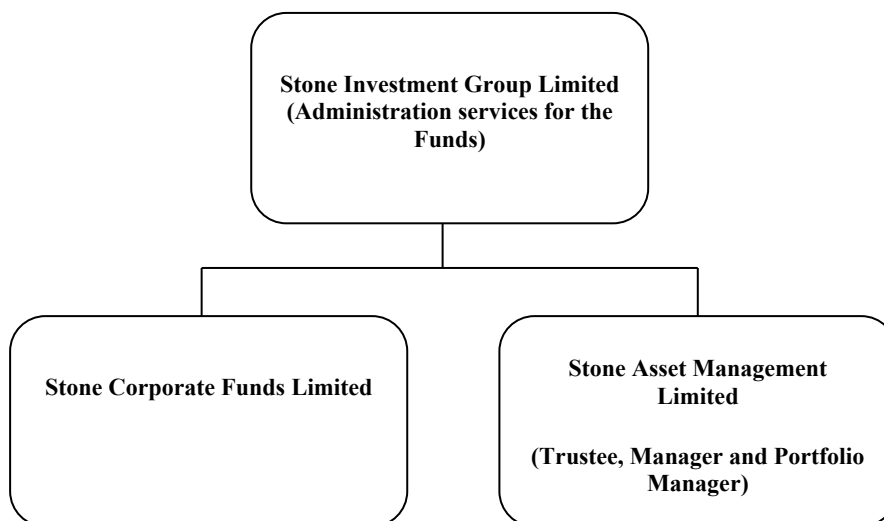 Stone Investment Group Limited
(Administration services for the
Funds)
Stone Corporate Funds Limited
Stone Asset Management
Limited
(Trustee, Manager and Portfolio
Manager)